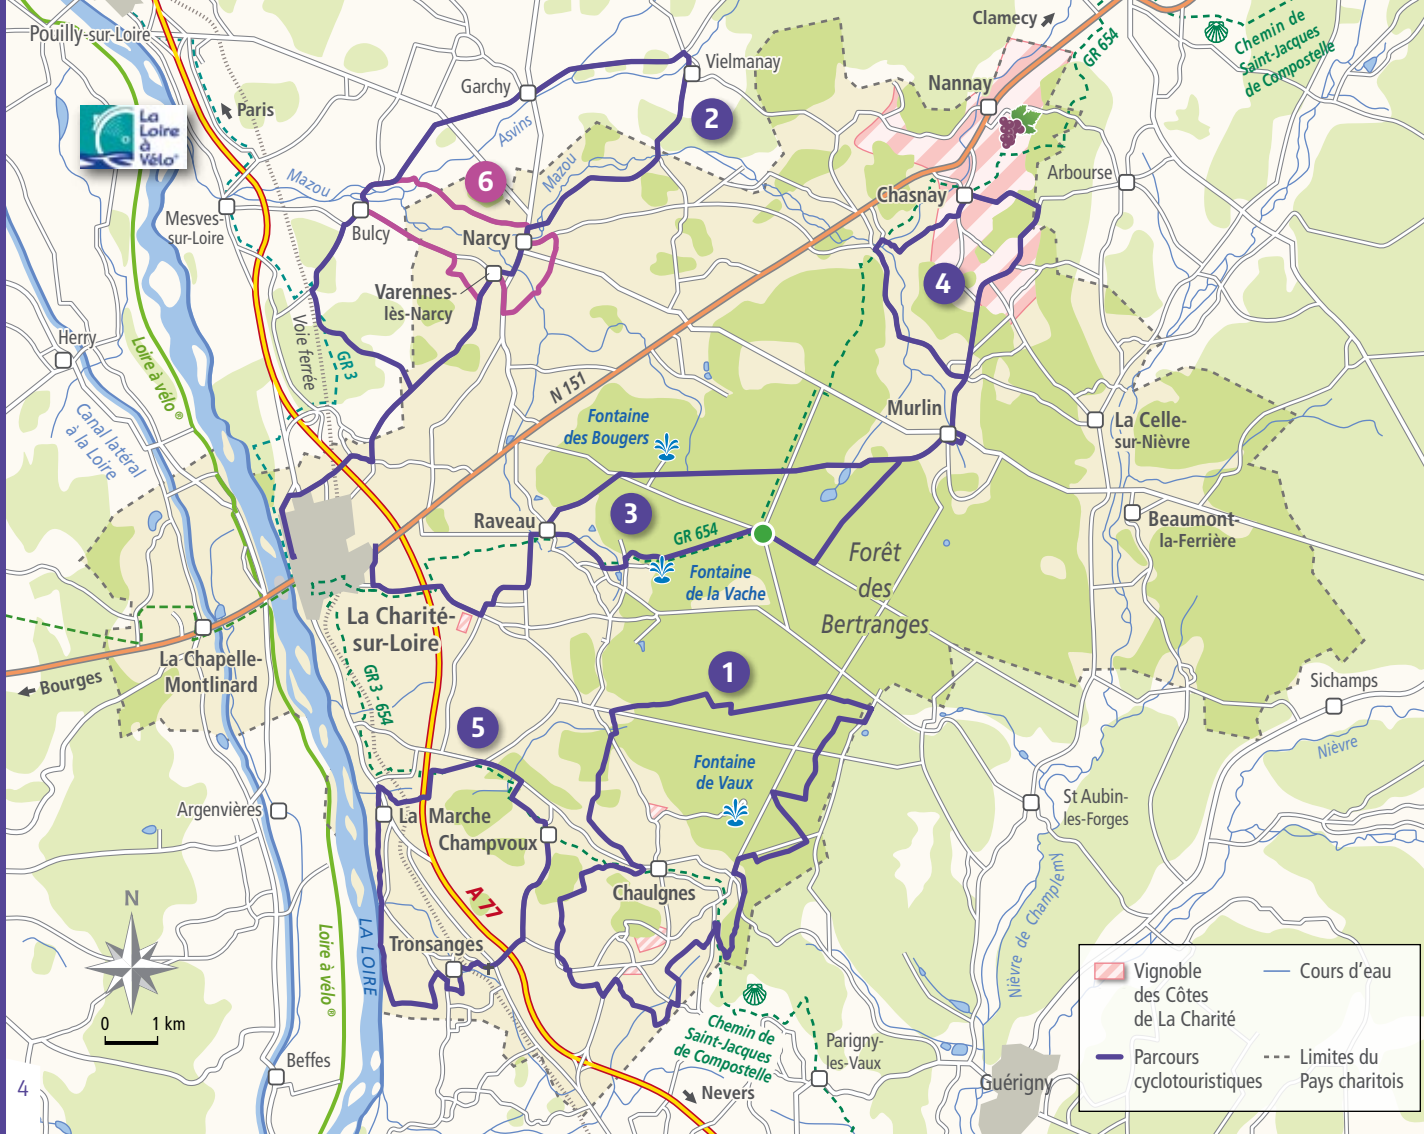 Clamecy
Chemin de
Saint-Jacques
de Compostelle
GR 654
Pouilly-sur-Loire
Garchy
Vielmanay
Nannay
Paris
La
Loire
à
Vélo®
2
Asvins
Mazou
Mazou
6
Arbourse
Chasnay
Mesves-
sur-Loire
Bulcy
Narcy
4
Varennes-
lès-Narcy
Herry
Loire à vélo®
Voie ferrée
GR 3
N 151
Canal latéral
à la Loire
Fontaine
des Bougers
Murlin
La Celle-
sur-Nièvre
Raveau
3
GR 654
Beaumont-
la-Ferrière
Fontaine
de la Vache
Forêt
des
Bertranges
La Charité-
sur-Loire
La Chapelle-
Montlinard
Bourges
GR 3 - 654
1
Sichamps
5
Nièvre
Fontaine
de Vaux
Argenvières
La Marche
Champvoux
St Aubin-
les-Forges
A 77
Chaulgnes
N
Loire à vélo®
LA LOIRE
Tronsanges
Nièvre de Champlemy
0 1 km
Chemin de
Saint-Jacques
de Compostelle
Parigny-
les-Vaux
Beffes
Nevers
Guérigny
4
Vignoble
des Côtes
de La Charité
Cours d'eau
Parcours
cyclotouristiques
Limites du
Pays charitois